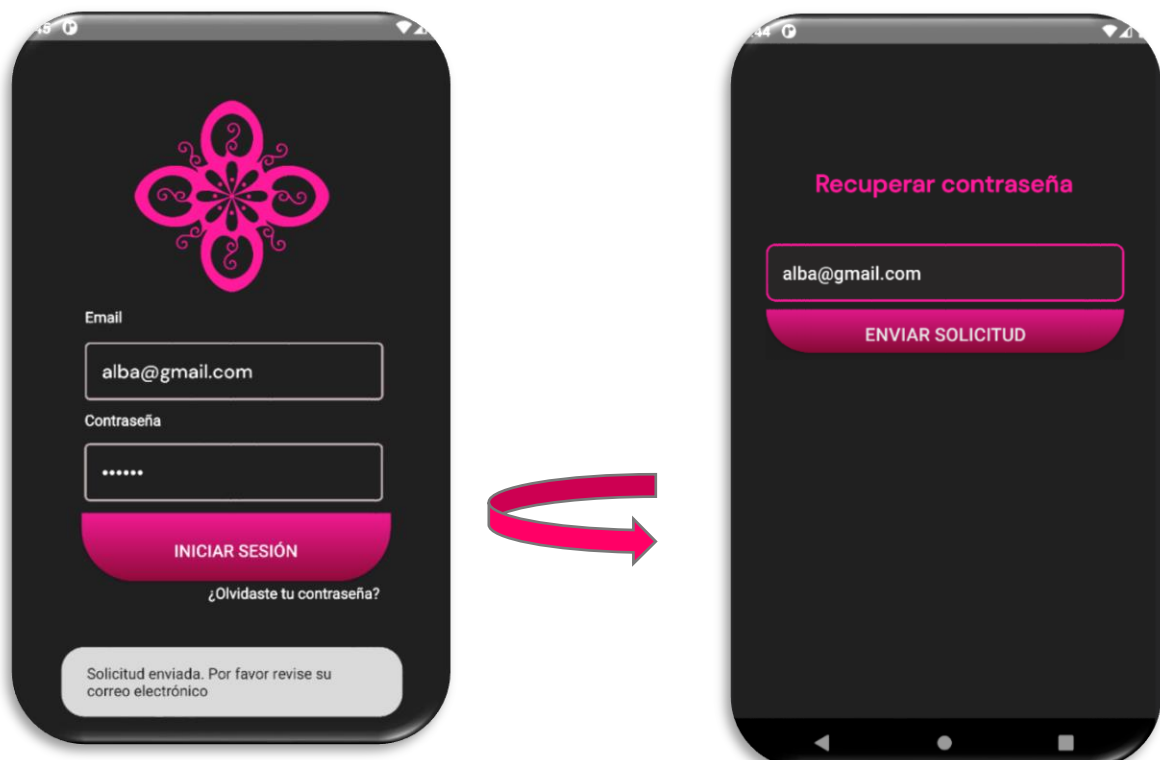 Email
alba@gmail.com
Contraseña
••••••
INICIAR SESIÓN
¿Olvidaste tu contraseña?
Solicitud enviada. Por favor revise su
correo electrónico
Recuperar contraseña
alba@gmail.com
ENVIAR SOLICITUD